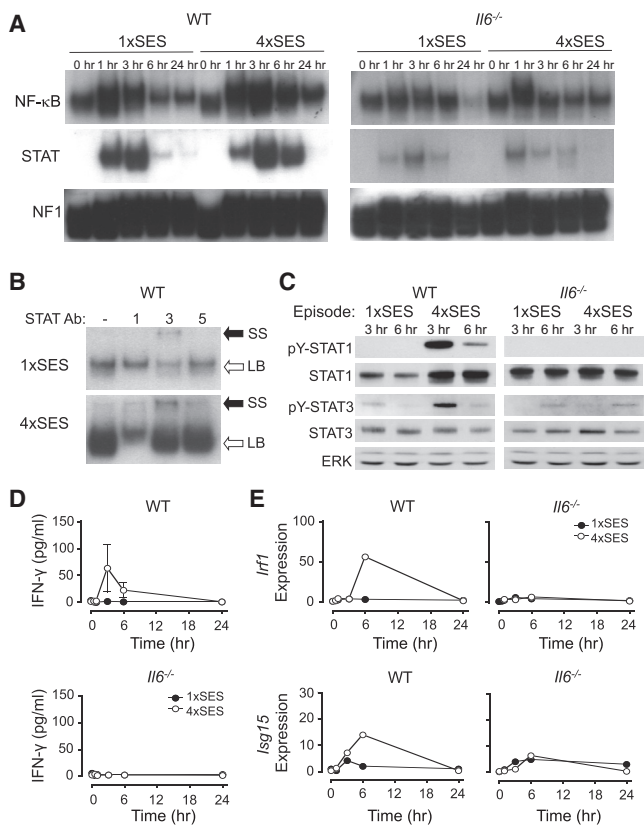 A
WT
Il6-/-
1xSES 4xSES
1xSES 4xSES
0 hr 1 hr 3 hr 6 hr 24 hr 0 hr 1 hr 3 hr 6 hr 24 hr
0 hr 1 hr 3 hr 6 hr 24 hr 0 hr 1 hr 3 hr 6 hr 24 hr
NF-κB
STAT
NF1
B
WT
STAT Ab: - 1 3 5
1xSES
SS
LB
4xSES
SS
LB
C
WT Il6-/-
Episode: 1xSES 4xSES 1xSES 4xSES
3 hr 6 hr 3 hr 6 hr 3 hr 6 hr 3 hr 6 hr
pY-STAT1
STAT1
pY-STAT3
STAT3
ERK
D
WT
IFN-γ (pg/ml)
150
100
50
0
0 6 12 18 24
Time (hr)
Il6-/-
1xSES
4xSES
IFN-γ (pg/ml)
150
100
50
0
0 6 12 18 24
Time (hr)
E
WT
Il6-/-
1xSES
4xSES
Irf1
Expression
100
50
0
0 6 12 18 24
Time (hr)
0 6 12 18 24
Time (hr)
WT
Il6-/-
Isg15
Expression
30
20
10
0
0 6 12 18 24
Time (hr)
0 6 12 18 24
Time (hr)